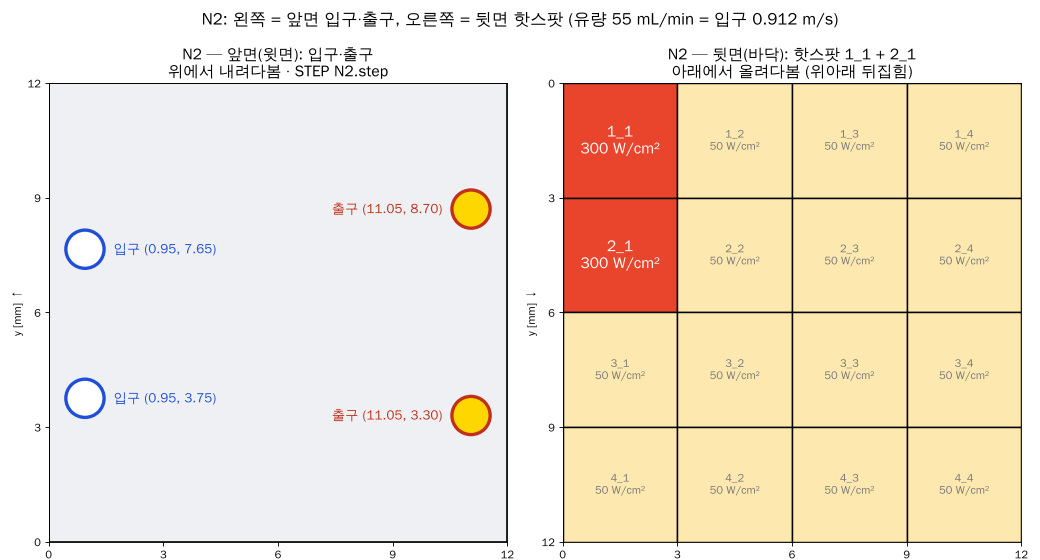 N2: 왼쪽 = 앞면 입구·출구, 오른쪽 = 뒷면 핫스팟 (유량 55 mL/min = 입구 0.912 m/s)
N2 — 앞면(윗면): 입구·출구
위에서 내려다봄 · STEP N2.step
12
9
6
3
0
y [mm] ↑
출구 (11.05, 8.70)
입구 (0.95, 7.65)
입구 (0.95, 3.75)
출구 (11.05, 3.30)
0
3
6
9
12
N2 — 뒷면(바닥): 핫스팟 1_1 + 2_1
아래에서 올려다봄 (위아래 뒤집힘)
0
3
6
9
12
y [mm] ↓
1_1
300 W/cm²
1_2
50 W/cm²
1_3
50 W/cm²
1_4
50 W/cm²
2_1
300 W/cm²
2_2
50 W/cm²
2_3
50 W/cm²
2_4
50 W/cm²
3_1
50 W/cm²
3_2
50 W/cm²
3_3
50 W/cm²
3_4
50 W/cm²
4_1
50 W/cm²
4_2
50 W/cm²
4_3
50 W/cm²
4_4
50 W/cm²
0
3
6
9
12